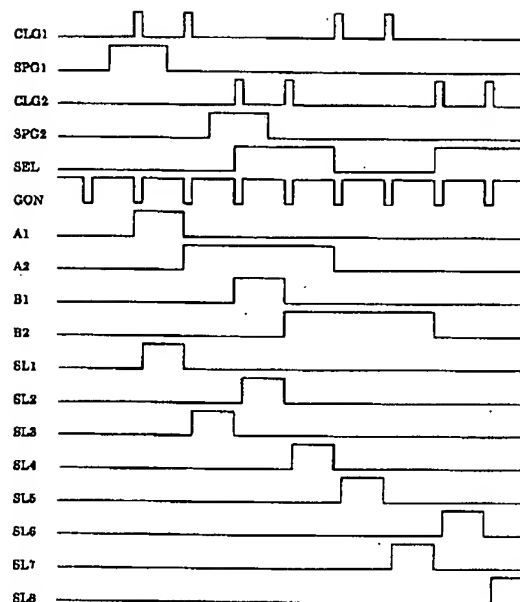 CLG1
SPG1
CLG2
SPG2
SEL
GON
A1
A2
B1
B2
SL1
SL2
SL3
SL4
SL5
SL6
SL7
SL8